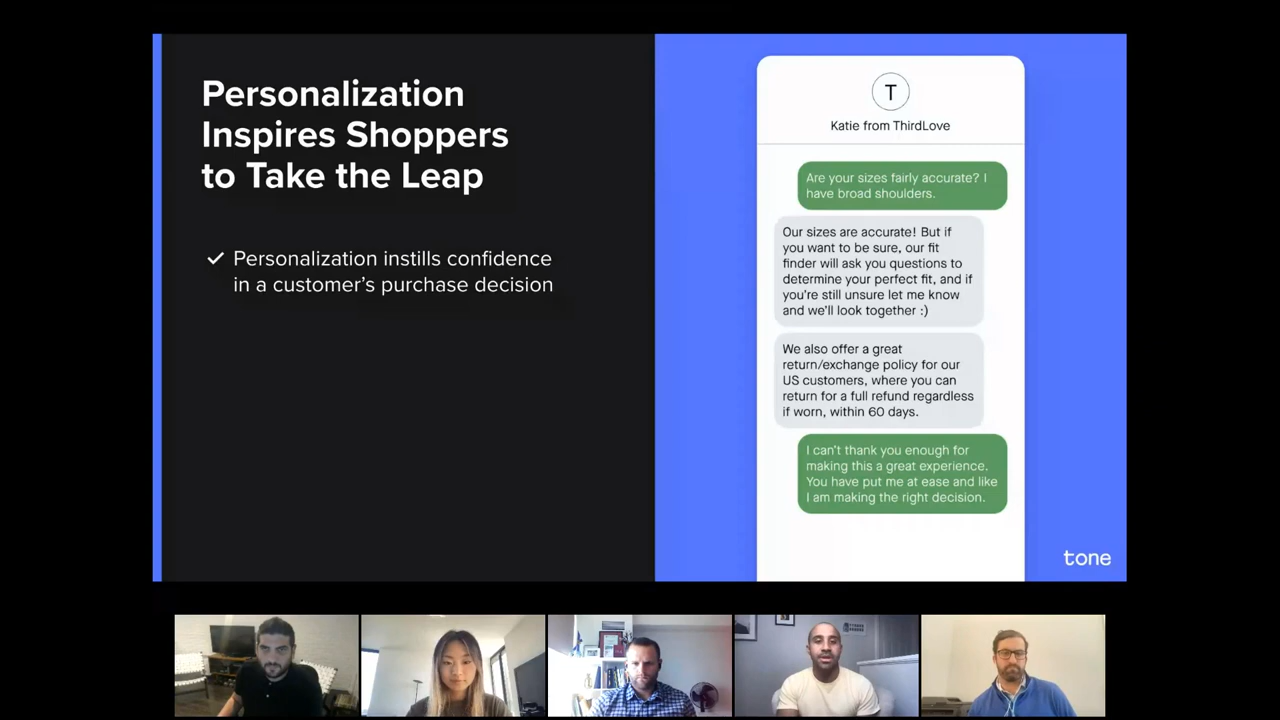 Personalization
Inspires Shoppers
to Take the Leap
Personalization instills confidence
in a customer's purchase decision
T
Katie from ThirdLove
Are your sizes fairly accurate? I
have broad shoulders.
Our sizes are accurate! But if
you want to be sure, our fit
finder will ask you questions to
determine your perfect fit, and if
you're still unsure let me know
and we'll look together :)
We also offer a great
return/exchange policy for our
US customers, where you can
return for a full refund regardless
if worn, within 60 days.
I can't thank you enough for
making this a great experience.
You have put me at ease and like
I am making the right decision.
tone